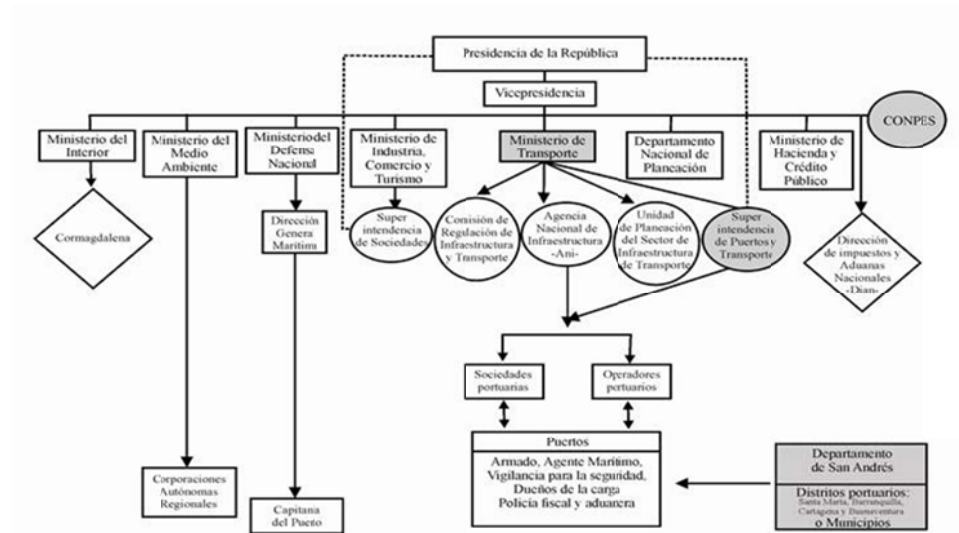 Presidencia de la República
Vicepresidencia
CONPES
Ministerio del
Interior
Ministerio del
Medio
Ambiente
Ministeriodel
Defensa
Nacional
Ministerio de
Industria,
Comercio y
Turismo
Ministerio de
Transporte
Departamento
Nacional de
Planeación
Ministerio de
Hacienda y
Crédito
Público
Cormagdalena
Dirección
Genera
Marítima
Super
intendencia
de Sociedades
Comisión de
Regulación de
Infraestructura
y Transporte
Agencia
Nacional de
Infraestructura
-Ani-
Unidad
de Planeación
del Sector de
Infraestructura
de Transporte
Super
intendencia
de Puertos y
Transporte
Dirección
de impuestos y
Aduanas
Nacionales
-Dian-
Sociedades
portuarias
Operadores
portuarios
Puertos
Armado, Agente Marítimo,
Vigilancia para la seguridad,
Dueños de la carga
Policía fiscal y aduanera
Corporaciones
Autónomas
Regionales
Capitana
del Puerto
Departamento
de San Andrés
Distritos portuarios:
Santa Marta, Barranquilla,
Cartagena y Buenaventura
o Municipios